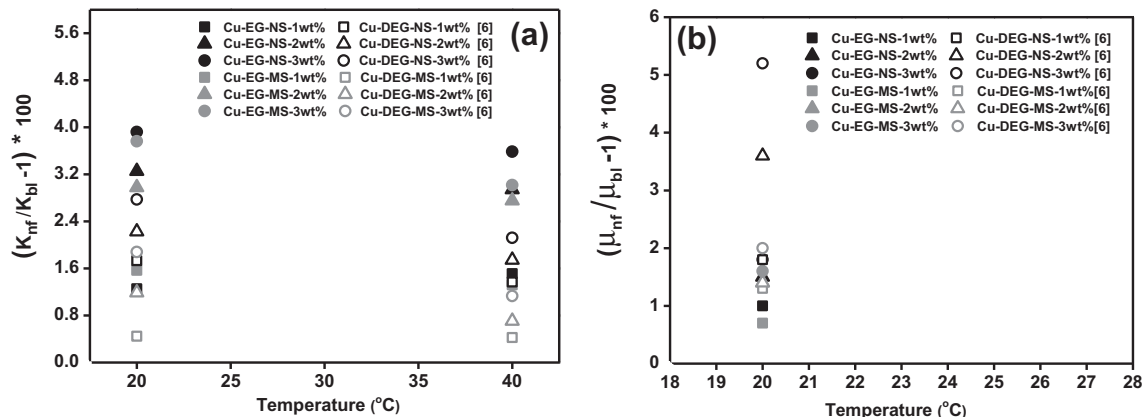 (a)
5.6
4.8
4.0
3.2
2.4
1.6
0.8
0.0
(K_nf/K_bl -1) * 100
Cu-EG-NS-1wt% Cu-DEG-NS-1wt% [6]
Cu-EG-NS-2wt% Cu-DEG-NS-2wt% [6]
Cu-EG-NS-3wt% Cu-DEG-NS-3wt% [6]
Cu-EG-MS-1wt% Cu-DEG-MS-1wt% [6]
Cu-EG-MS-2wt% Cu-DEG-MS-2wt% [6]
Cu-EG-MS-3wt% Cu-DEG-MS-3wt% [6]
20 25 30 35 40
Temperature (°C)
(b)
6
5
4
3
2
1
0
(μ_nf/μ_bl -1) * 100
Cu-EG-NS-1wt% Cu-DEG-NS-1wt% [6]
Cu-EG-NS-2wt% Cu-DEG-NS-2wt% [6]
Cu-EG-NS-3wt% Cu-DEG-NS-3wt% [6]
Cu-EG-MS-1wt% Cu-DEG-MS-1wt%[6]
Cu-EG-MS-2wt% Cu-DEG-MS-2wt%[6]
Cu-EG-MS-3wt% Cu-DEG-MS-3wt%[6]
18 19 20 21 22 23 24 25 26 27 28
Temperature (°C)